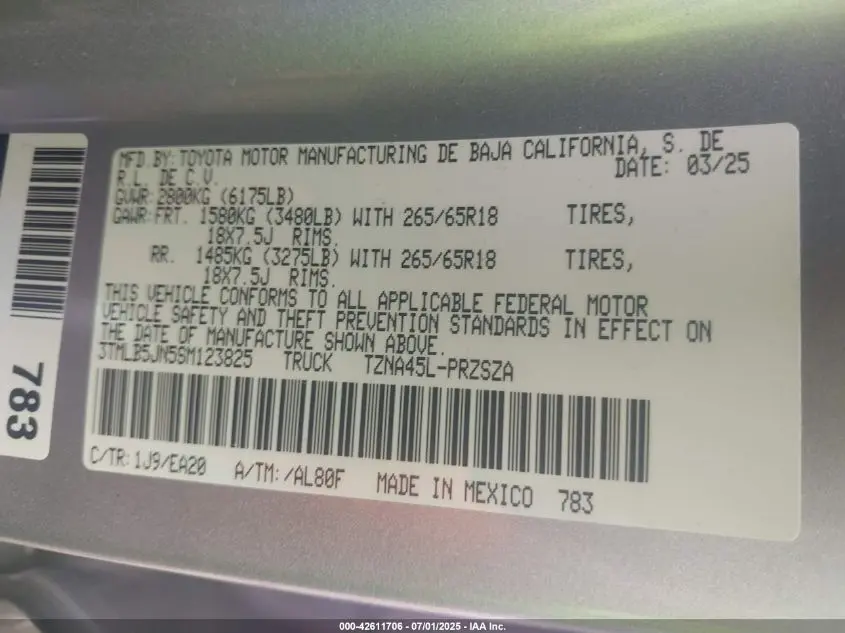 MFD. BY: TOYOTA MOTOR MANUFACTURING DE BAJA CALIFORNIA, S. DE
R.L. DE C.V. DATE: 03/25
GVWR: 2800KG (6175LB)
GAWR: FRT. 1580KG (3480LB) WITH 265/65R18 TIRES,
18X7.5J RIMS.
RR. 1485KG (3275LB) WITH 265/65R18 TIRES,
18X7.5J RIMS.
THIS VEHICLE CONFORMS TO ALL APPLICABLE FEDERAL MOTOR
VEHICLE SAFETY AND THEFT PREVENTION STANDARDS IN EFFECT ON
THE DATE OF MANUFACTURE SHOWN ABOVE.
3TMLB5JN5SM123825 TRUCK TZNA45L-PRZSZA
C/TR: 1J9/EA20 A/TM: /AL80F MADE IN MEXICO 783
783
000-42611706 - 07/01/2025 - IAA Inc.